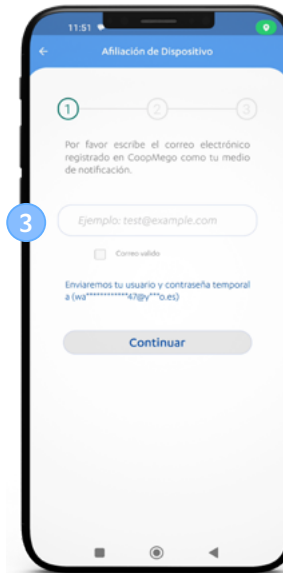 11:51
Afiliación de Dispositivo
1 2 3
Por favor escribe el correo electrónico
registrado en CoopMego como tu medio
de notificación.
3
Ejemplo: test@example.com
Correo valido
Enviaremos tu usuario y contraseña temporal
a (wa************47@y***o.es)
Continuar